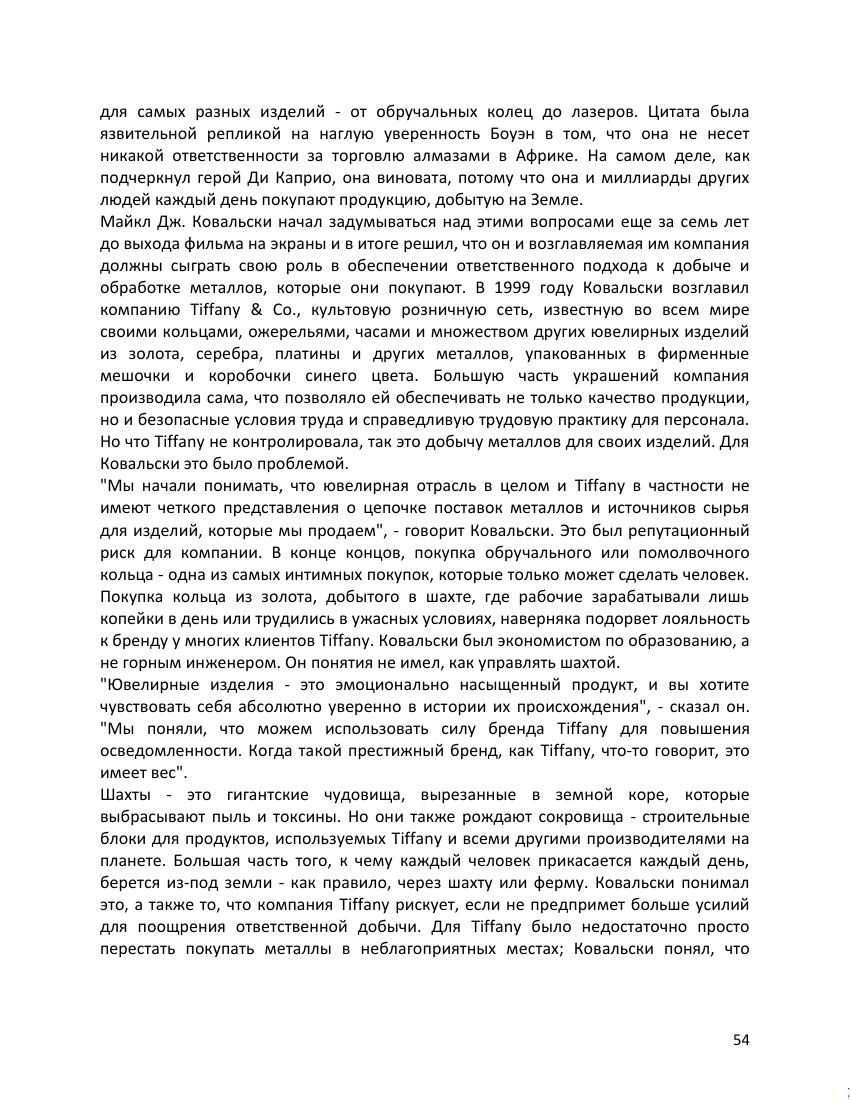 для самых разных изделий - от обручальных колец до лазеров. Цитата была
язвительной репликой на наглую уверенность Боуэн в том, что она не несет
никакой ответственности за торговлю алмазами в Африке. На самом деле, как
подчеркнул герой Ди Каприо, она виновата, потому что она и миллиарды других
людей каждый день покупают продукцию, добытую на Земле.
Майкл Дж. Ковальски начал задумываться над этими вопросами еще за семь лет
до выхода фильма на экраны и в итоге решил, что он и возглавляемая им компания
должны сыграть свою роль в обеспечении ответственного подхода к добыче и
обработке металлов, которые они покупают. В 1999 году Ковальски возглавил
компанию Tiffany & Co., культовую розничную сеть, известную во всем мире
своими кольцами, ожерельями, часами и множеством других ювелирных изделий
из золота, серебра, платины и других металлов, упакованных в фирменные
мешочки и коробочки синего цвета. Большую часть украшений компания
производила сама, что позволяло ей обеспечивать не только качество продукции,
но и безопасные условия труда и справедливую трудовую практику для персонала.
Но что Tiffany не контролировала, так это добычу металлов для своих изделий. Для
Ковальски это было проблемой.
"Мы начали понимать, что ювелирная отрасль в целом и Tiffany в частности не
имеют четкого представления о цепочке поставок металлов и источников сырья
для изделий, которые мы продаем", - говорит Ковальски. Это был репутационный
риск для компании. В конце концов, покупка обручального или помолвочного
кольца - одна из самых интимных покупок, которые только может сделать человек.
Покупка кольца из золота, добытого в шахте, где рабочие зарабатывали лишь
копейки в день или трудились в ужасных условиях, наверняка подорвет лояльность
к бренду у многих клиентов Tiffany. Ковальски был экономистом по образованию, а
не горным инженером. Он понятия не имел, как управлять шахтой.
"Ювелирные изделия - это эмоционально насыщенный продукт, и вы хотите
чувствовать себя абсолютно уверенно в истории их происхождения", - сказал он.
"Мы поняли, что можем использовать силу бренда Tiffany для повышения
осведомленности. Когда такой престижный бренд, как Tiffany, что-то говорит, это
имеет вес".
Шахты - это гигантские чудовища, вырезанные в земной коре, которые
выбрасывают пыль и токсины. Но они также рождают сокровища - строительные
блоки для продуктов, используемых Tiffany и всеми другими производителями на
планете. Большая часть того, к чему каждый человек прикасается каждый день,
берется из-под земли - как правило, через шахту или ферму. Ковальски понимал
это, а также то, что компания Tiffany рискует, если не предпримет больше усилий
для поощрения ответственной добычи. Для Tiffany было недостаточно просто
перестать покупать металлы в неблагоприятных местах; Ковальски понял, что
54